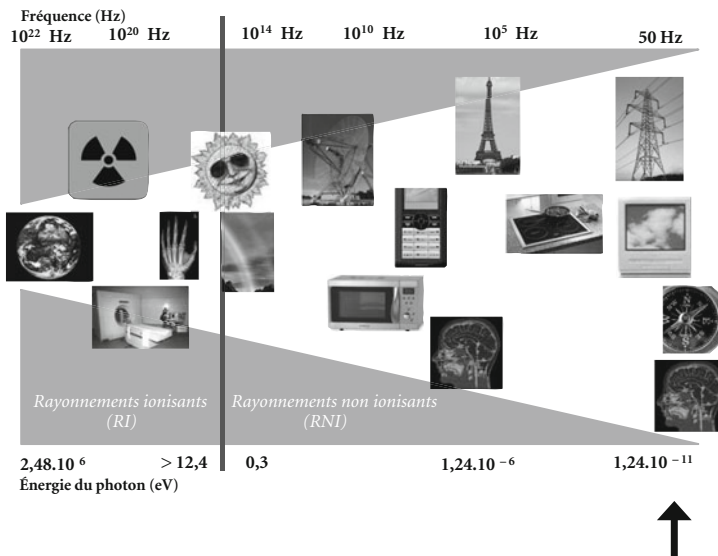 Fréquence (Hz)
10²² Hz 10²⁰ Hz 10¹⁴ Hz 10¹⁰ Hz 10⁵ Hz 50 Hz
Rayonnements ionisants
(RI)
Rayonnements non ionisants
(RNI)
2,48.10 ⁶ > 12,4 0,3 1,24.10 ⁻⁶ 1,24.10 ⁻¹¹
Énergie du photon (eV)